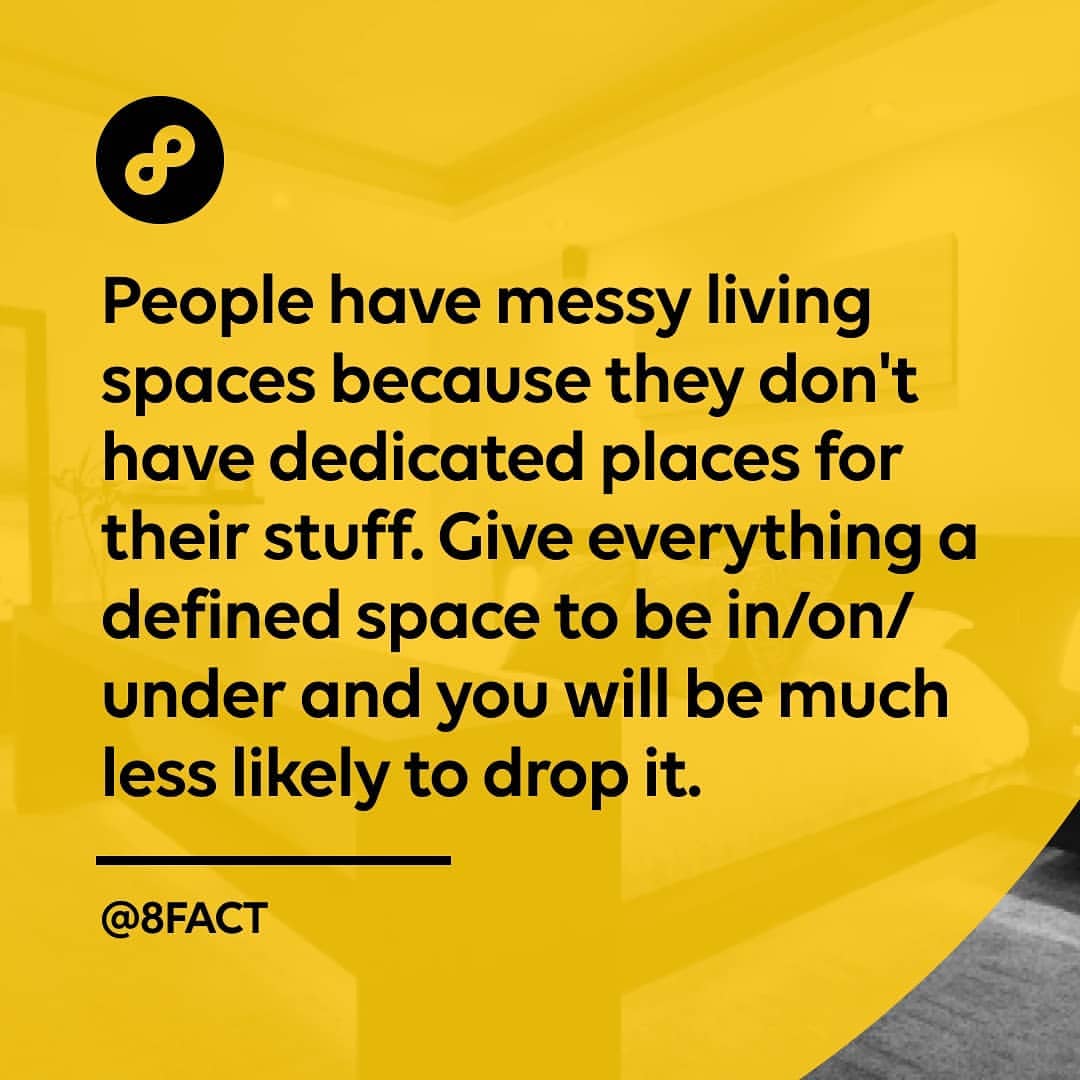 People have messy living
spaces because they don't
have dedicated places for
their stuff. Give everything a
defined space to be in/on/
under and you will be much
less likely to drop it.
@8FACT